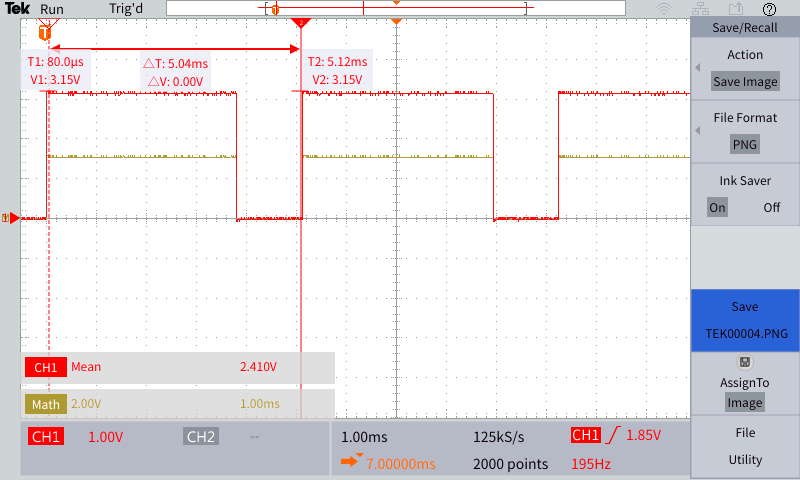 Tek Run Trig'd
T
T
2
T1: 80.0μs
V1: 3.15V
△T: 5.04ms
△V: 0.00V
T2: 5.12ms
V2: 3.15V
CH1 Mean 2.410V
Math 2.00V 1.00ms
CH1 1.00V CH2 --
1.00ms 125kS/s CH1 1.85V
7.00000ms 2000 points 195Hz
Save/Recall
Action
Save Image
File Format
PNG
Ink Saver
On Off
Save
TEK00004.PNG
AssignTo
Image
File
Utility